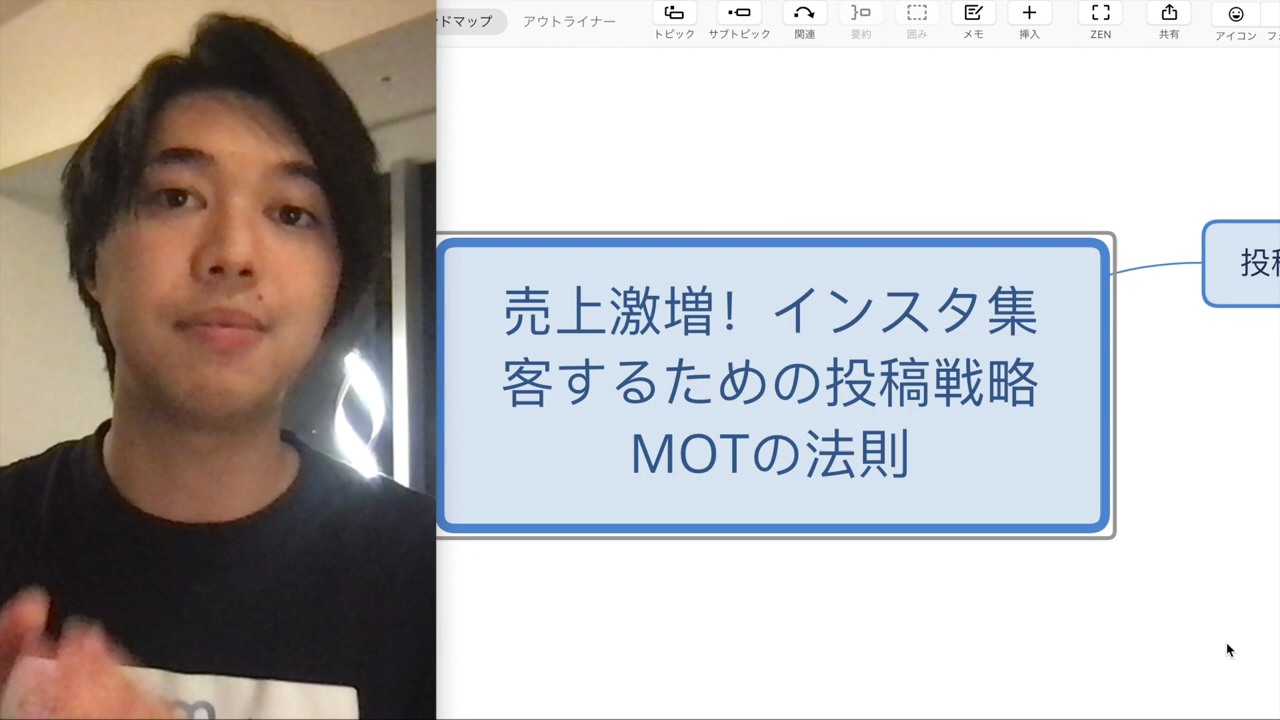 ドマップ
アウトライナー
トピック
サブトピック
関連
要約
囲み
メモ
挿入
ZEN
共有
アイコン
売上激増！インスタ集
客するための投稿戦略
MOTの法則
投稿